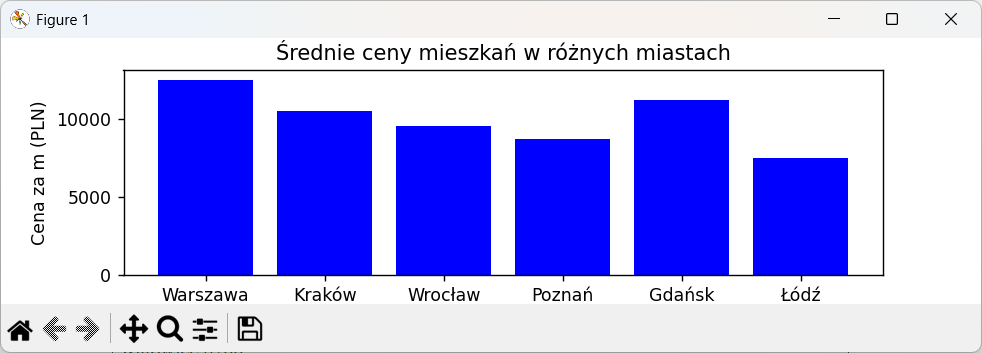 Figure 1
Średnie ceny mieszkań w różnych miastach
Cena za m (PLN)
10000
5000
0
Warszawa Kraków Wrocław Poznań Gdańsk Łódź